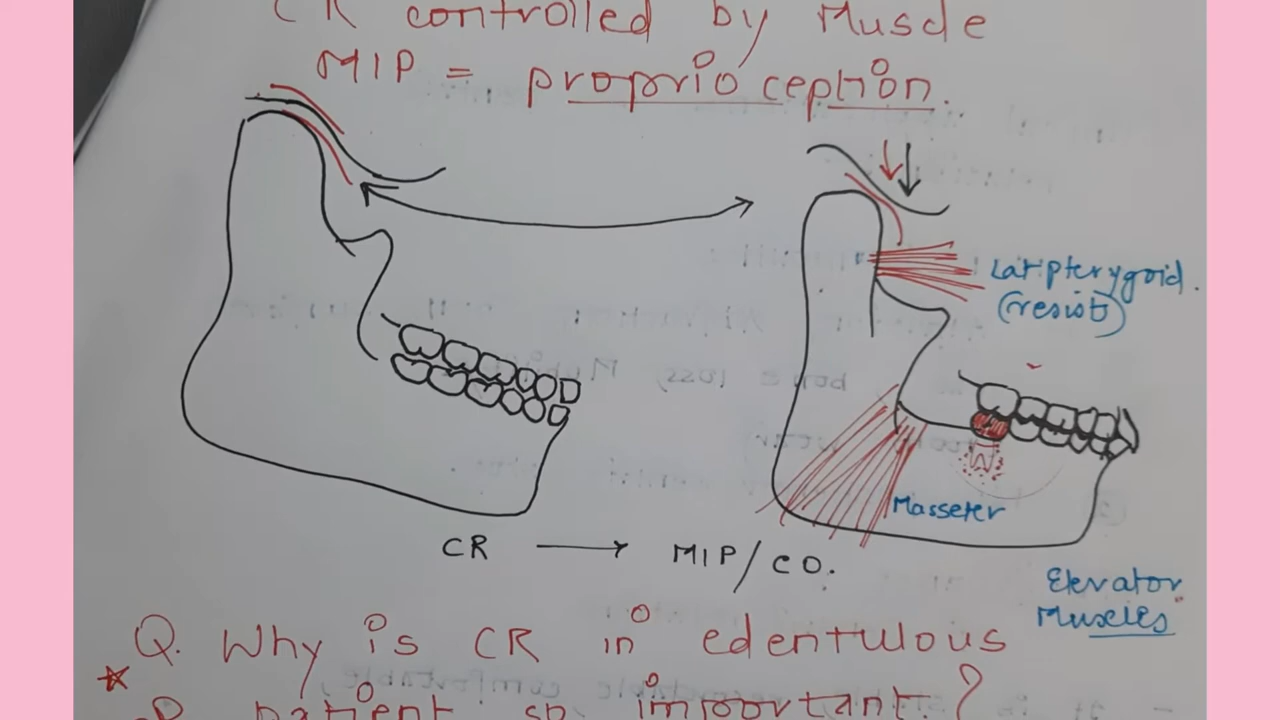 CR controlled by Muscle
MIP = proprioception.
Lat. pterygoid.
(resist)
Masseter
CR → MIP/CO.
Elevator
Muscles
Q. Why is CR in edentulous
patient so important?